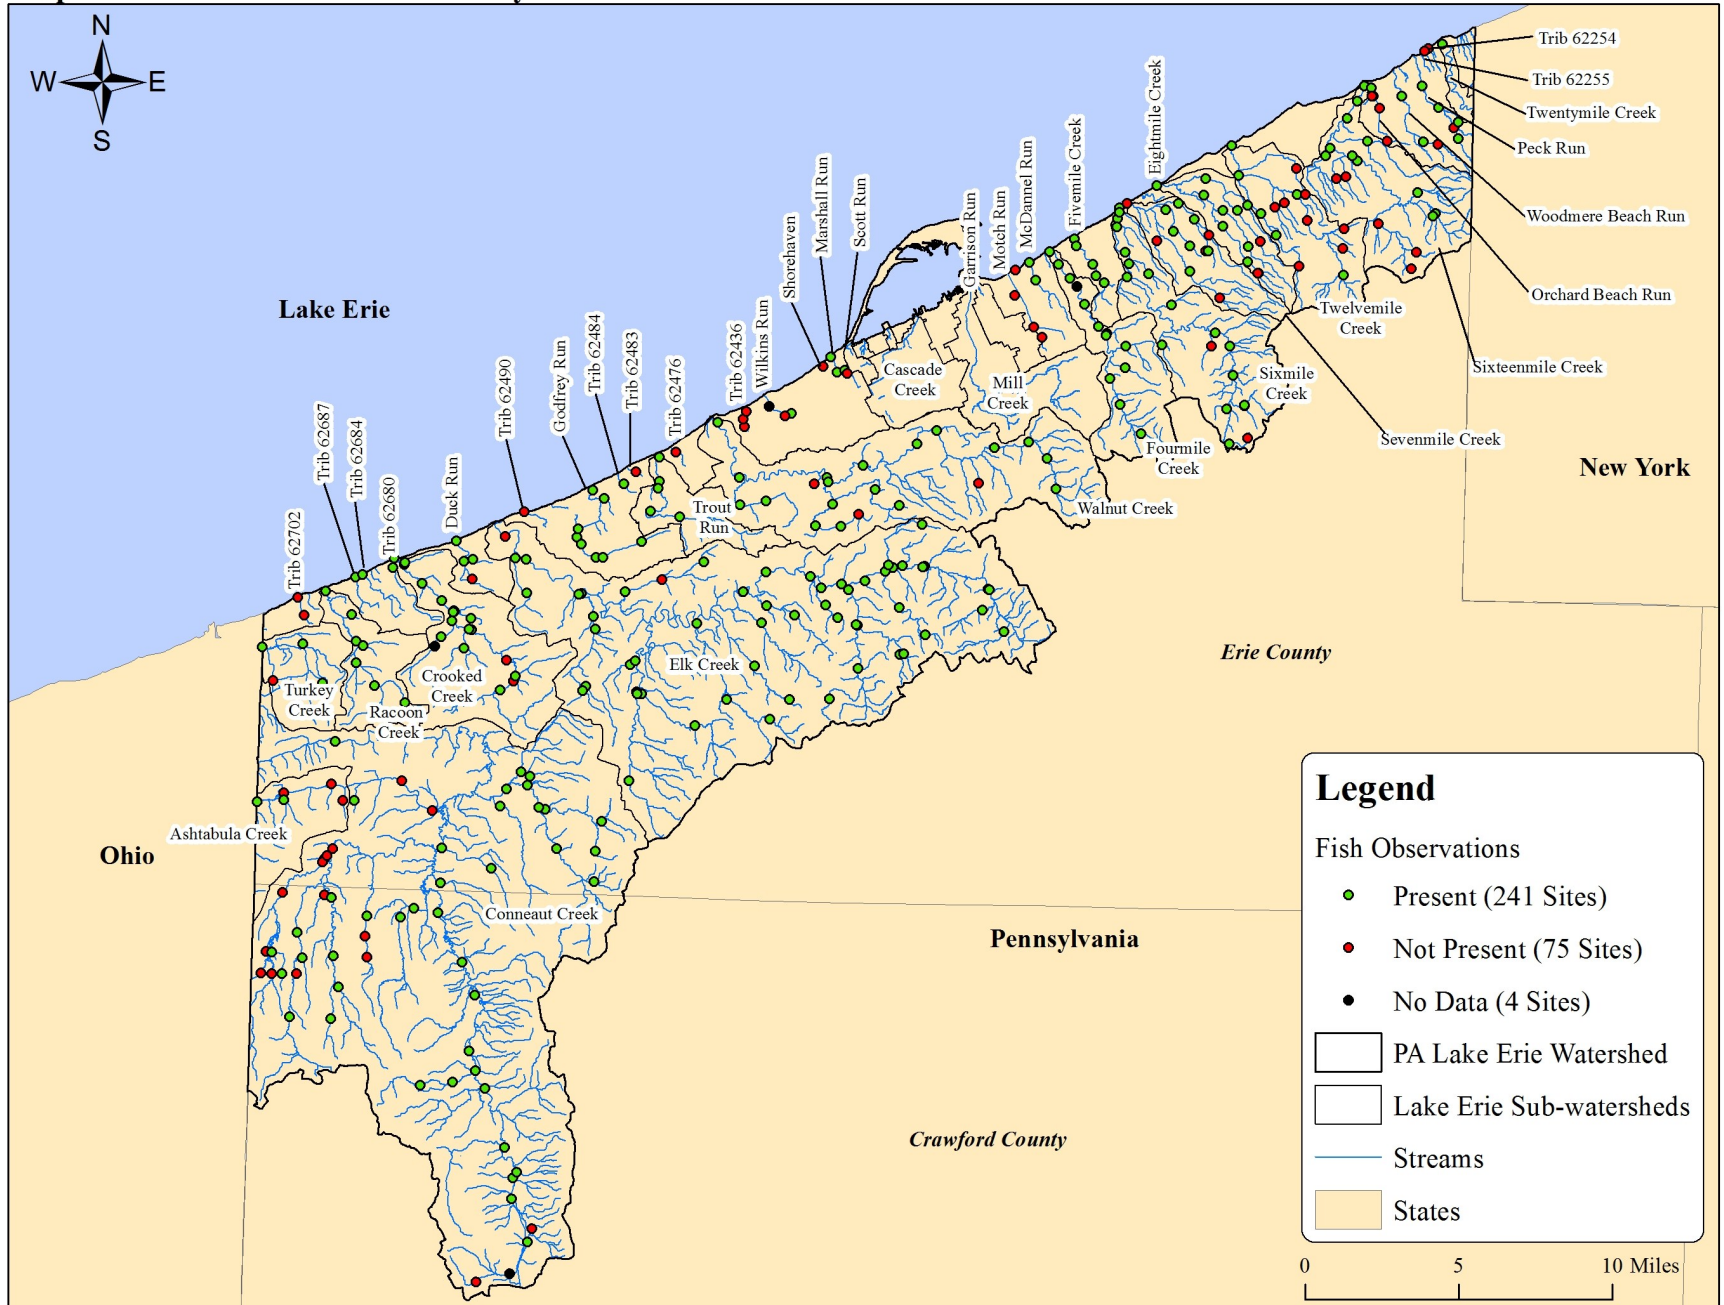 N
W
E
S
Lake Erie
Trib 62254
Trib 62255
Twentymile Creek
Peck Run
Woodmere Beach Run
Orchard Beach Run
Sixteenmile Creek
Sevenmile Creek
Twelvemile
Creek
Eightmile Creek
Fivemile Creek
McDannel Run
Motch Run
Garrison Run
Scott Run
Marshall Run
Shorehaven
Wilkins Run
Trib 62436
Trib 62476
Trib 62483
Trib 62484
Godfrey Run
Trib 62490
Duck Run
Trib 62680
Trib 62684
Trib 62687
Trib 62702
Cascade
Creek
Mill
Creek
Sixmile
Creek
Fourmile
Creek
Walnut Creek
Trout
Run
Elk Creek
Crooked
Creek
Racoon
Creek
Turkey
Creek
Ashtabula Creek
Conneaut Creek
New York
Ohio
Pennsylvania
Erie County
Crawford County
Legend
Fish Observations
Present (241 Sites)
Not Present (75 Sites)
No Data (4 Sites)
PA Lake Erie Watershed
Lake Erie Sub-watersheds
Streams
States
0 5 10 Miles